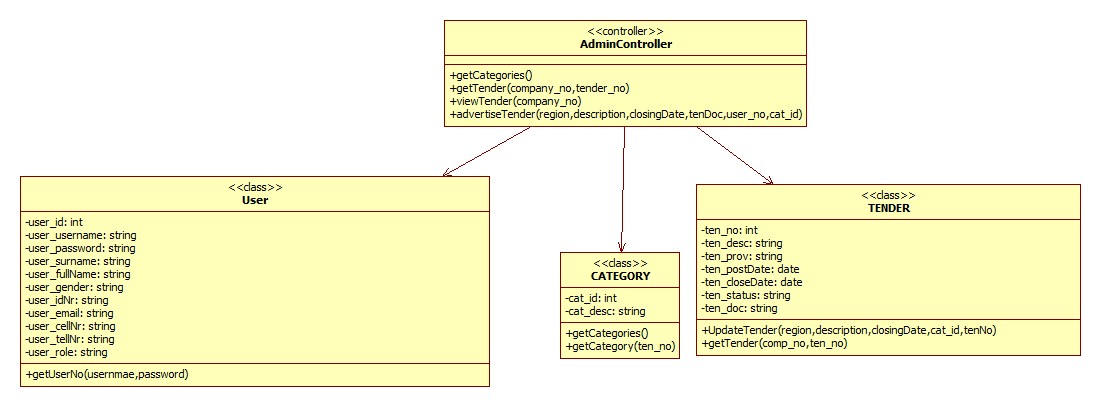 <<controller>>
AdminController
+getCategories()
+getTender(company_no,tender_no)
+viewTender(company_no)
+advertiseTender(region,description,closingDate,tenDoc,user_no,cat_id)
<<class>>
User
-user_id: int
-user_username: string
-user_password: string
-user_surname: string
-user_fullName: string
-user_gender: string
-user_idNr: string
-user_email: string
-user_cellNr: string
-user_tellNr: string
-user_role: string
+getUserNo(usernmae,password)
<<class>>
CATEGORY
-cat_id: int
-cat_desc: string
+getCategories()
+getCategory(ten_no)
<<class>>
TENDER
-ten_no: int
-ten_desc: string
-ten_prov: string
-ten_postDate: date
-ten_closeDate: date
-ten_status: string
-ten_doc: string
+UpdateTender(region,description,closingDate,cat_id,tenNo)
+getTender(comp_no,ten_no)